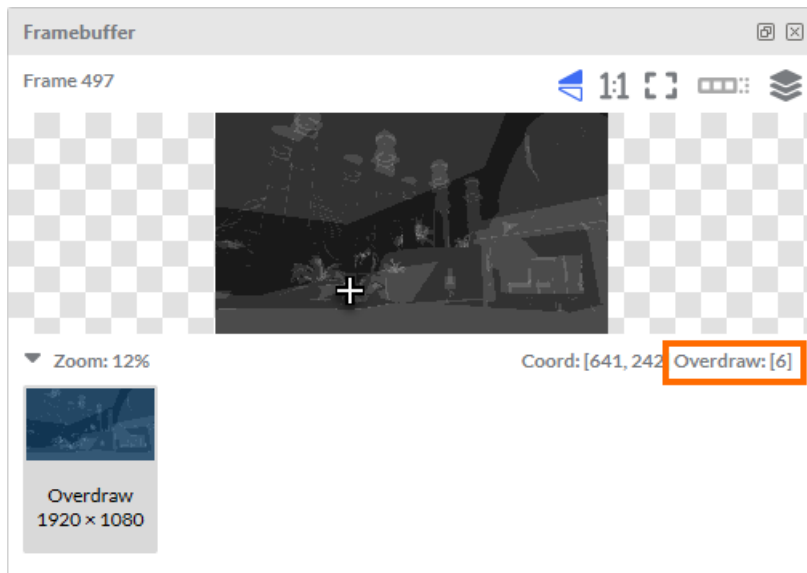 Framebuffer
Frame 497
1:1
Zoom: 12%
Coord: [641, 242
Overdraw: [6]
Overdraw
1920 × 1080